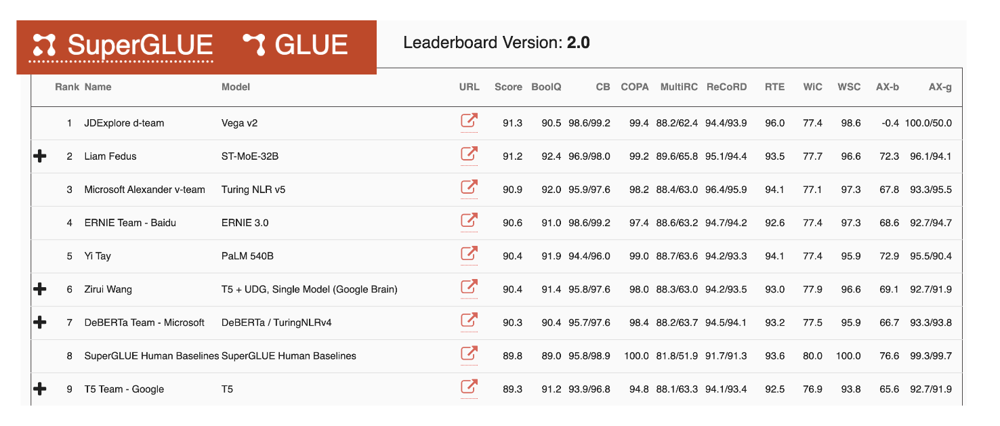 SuperGLUE GLUE Leaderboard Version: 2.0
Rank Name Model URL Score BoolQ CB COPA MultiRC ReCoRD RTE WiC WSC AX-b AX-g
1 JDExplore d-team Vega v2 91.3 90.5 98.6/99.2 99.4 88.2/62.4 94.4/93.9 96.0 77.4 98.6 -0.4 100.0/50.0
2 Liam Fedus ST-MoE-32B 91.2 92.4 96.9/98.0 99.2 89.6/65.8 95.1/94.4 93.5 77.7 96.6 72.3 96.1/94.1
3 Microsoft Alexander v-team Turing NLR v5 90.9 92.0 95.9/97.6 98.2 88.4/63.0 96.4/95.9 94.1 77.1 97.3 67.8 93.3/95.5
4 ERNIE Team - Baidu ERNIE 3.0 90.6 91.0 98.6/99.2 97.4 88.6/63.2 94.7/94.2 92.6 77.4 97.3 68.6 92.7/94.7
5 Yi Tay PaLM 540B 90.4 91.9 94.4/96.0 99.0 88.7/63.6 94.2/93.3 94.1 77.4 95.9 72.9 95.5/90.4
6 Zirui Wang T5 + UDG, Single Model (Google Brain) 90.4 91.4 95.8/97.6 98.0 88.3/63.0 94.2/93.5 93.0 77.9 96.6 69.1 92.7/91.9
7 DeBERTa Team - Microsoft DeBERTa / TuringNLRv4 90.3 90.4 95.7/97.6 98.4 88.2/63.7 94.5/94.1 93.2 77.5 95.9 66.7 93.3/93.8
8 SuperGLUE Human Baselines SuperGLUE Human Baselines 89.8 89.0 95.8/98.9 100.0 81.8/51.9 91.7/91.3 93.6 80.0 100.0 76.6 99.3/99.7
9 T5 Team - Google T5 89.3 91.2 93.9/96.8 94.8 88.1/63.3 94.1/93.4 92.5 76.9 93.8 65.6 92.7/91.9